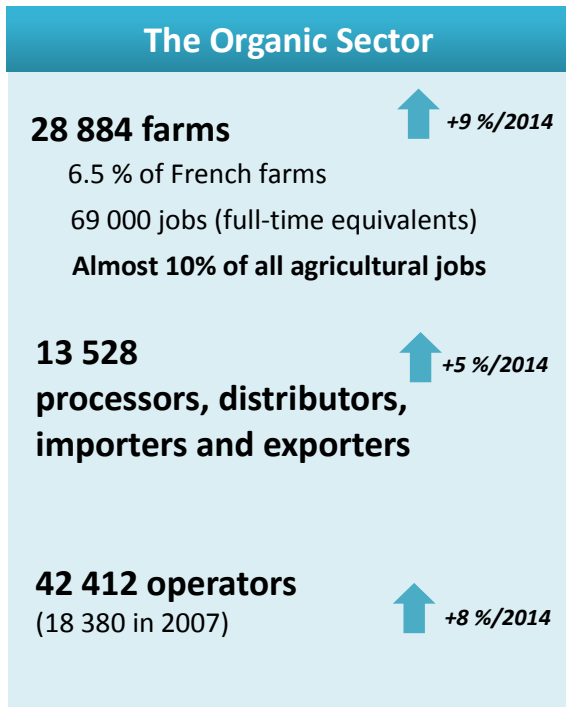 The Organic Sector
28 884 farms
+9 %/2014
6.5 % of French farms
69 000 jobs (full-time equivalents)
Almost 10% of all agricultural jobs
13 528
+5 %/2014
processors, distributors,
importers and exporters
42 412 operators
(18 380 in 2007)
+8 %/2014